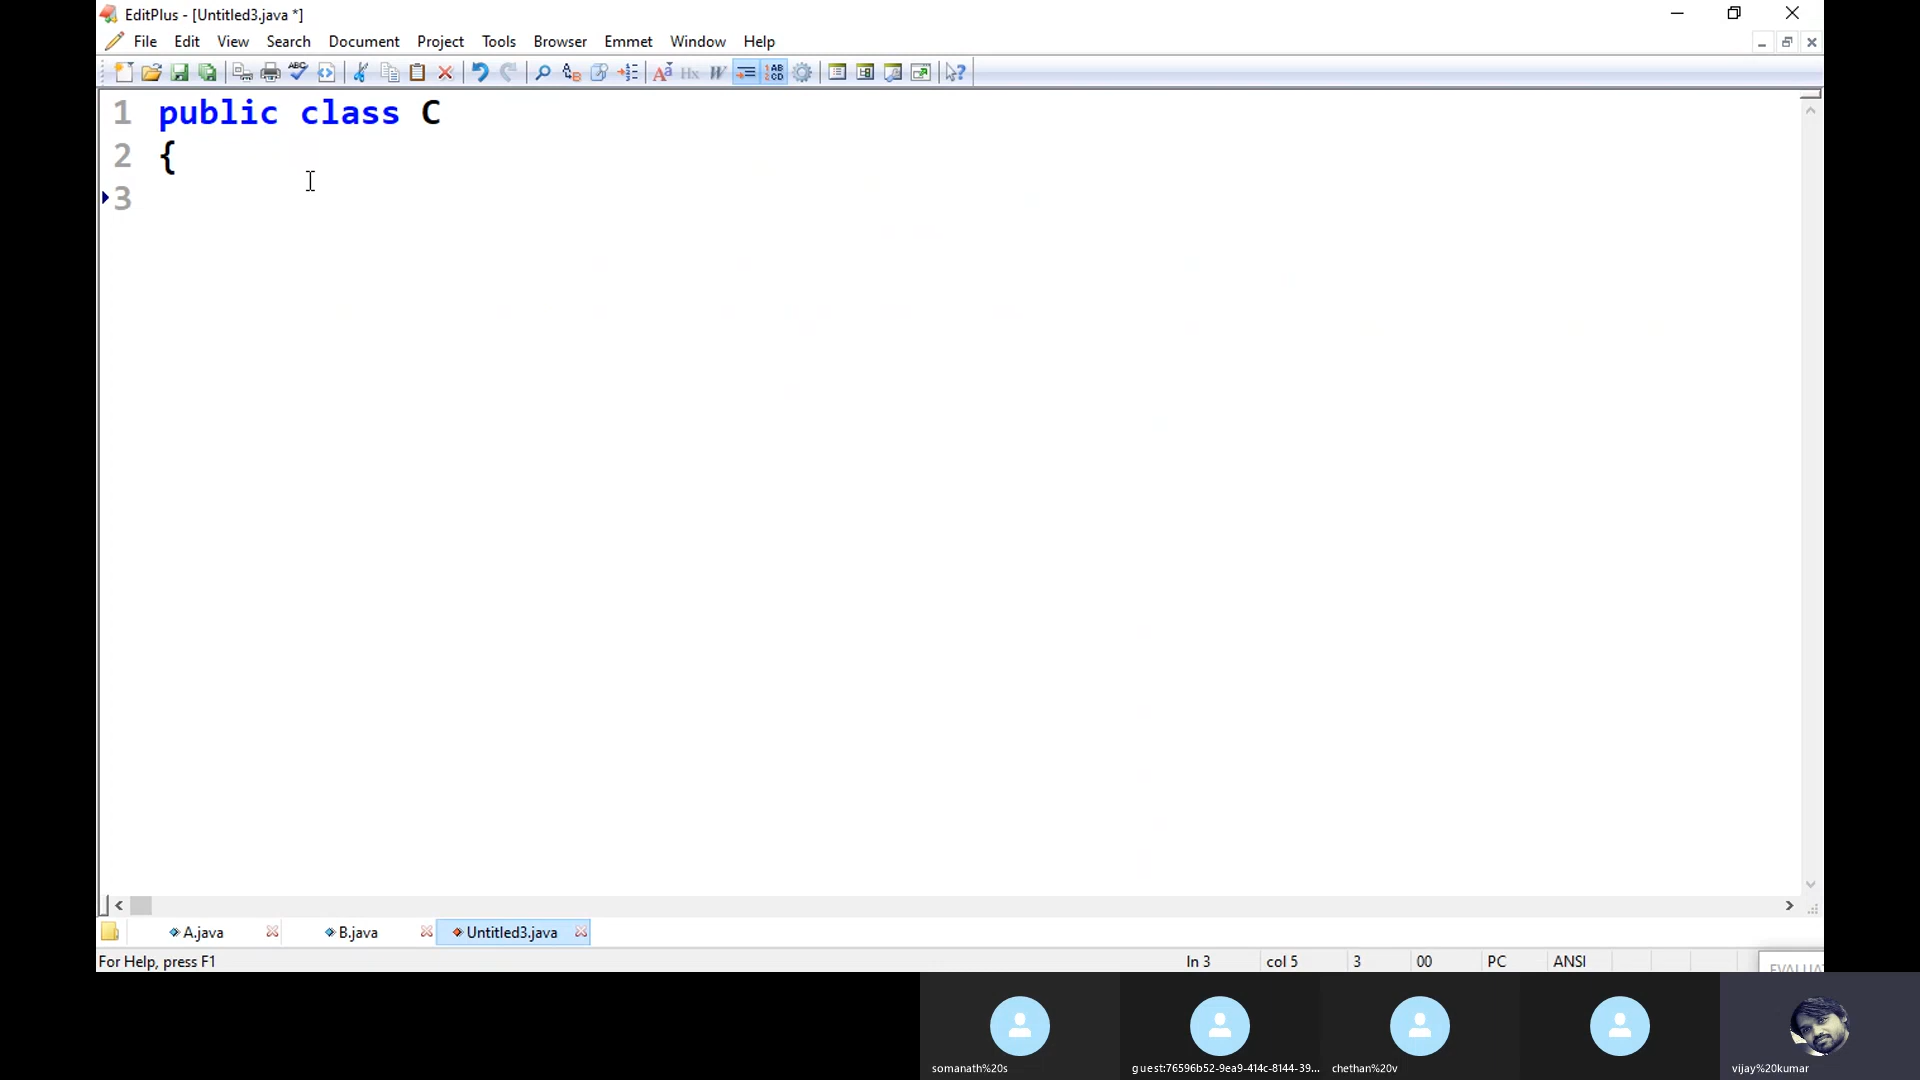 EditPlus - [Untitled3.java *]
File Edit View Search Document Project Tools Browser Emmet Window Help
1 public class C
2 {
3
A.java B.java Untitled3.java
For Help, press F1 ln 3 col 5 3 00 PC ANSI
somanath%20s guest:76596b52-9ea9-414c-8144-39... chethan%20v vijay%20kumar